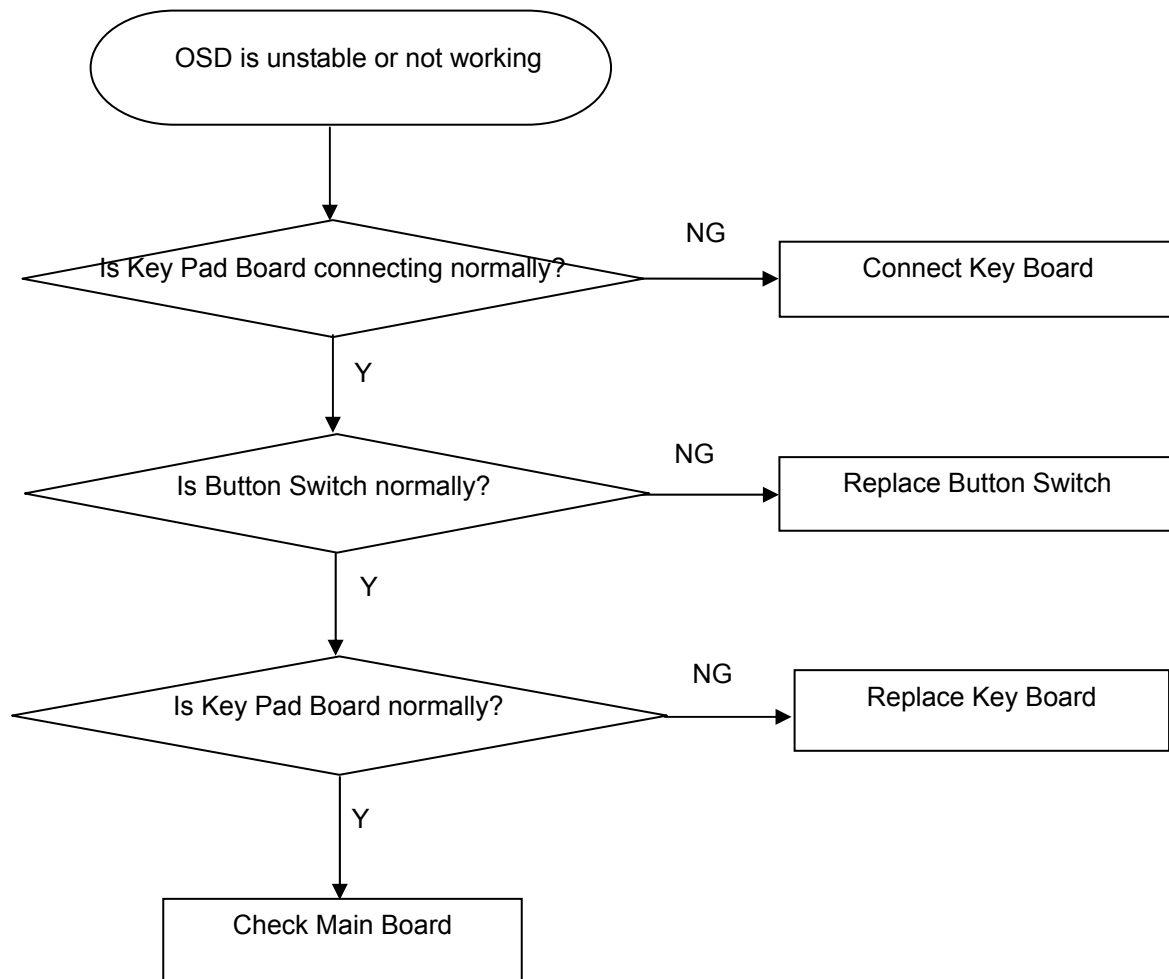 OSD is unstable or not working
NG
Is Key Pad Board connecting normally?
Connect Key Board
Y
NG
Is Button Switch normally?
Replace Button Switch
Y
NG
Is Key Pad Board normally?
Replace Key Board
Y
Check Main Board